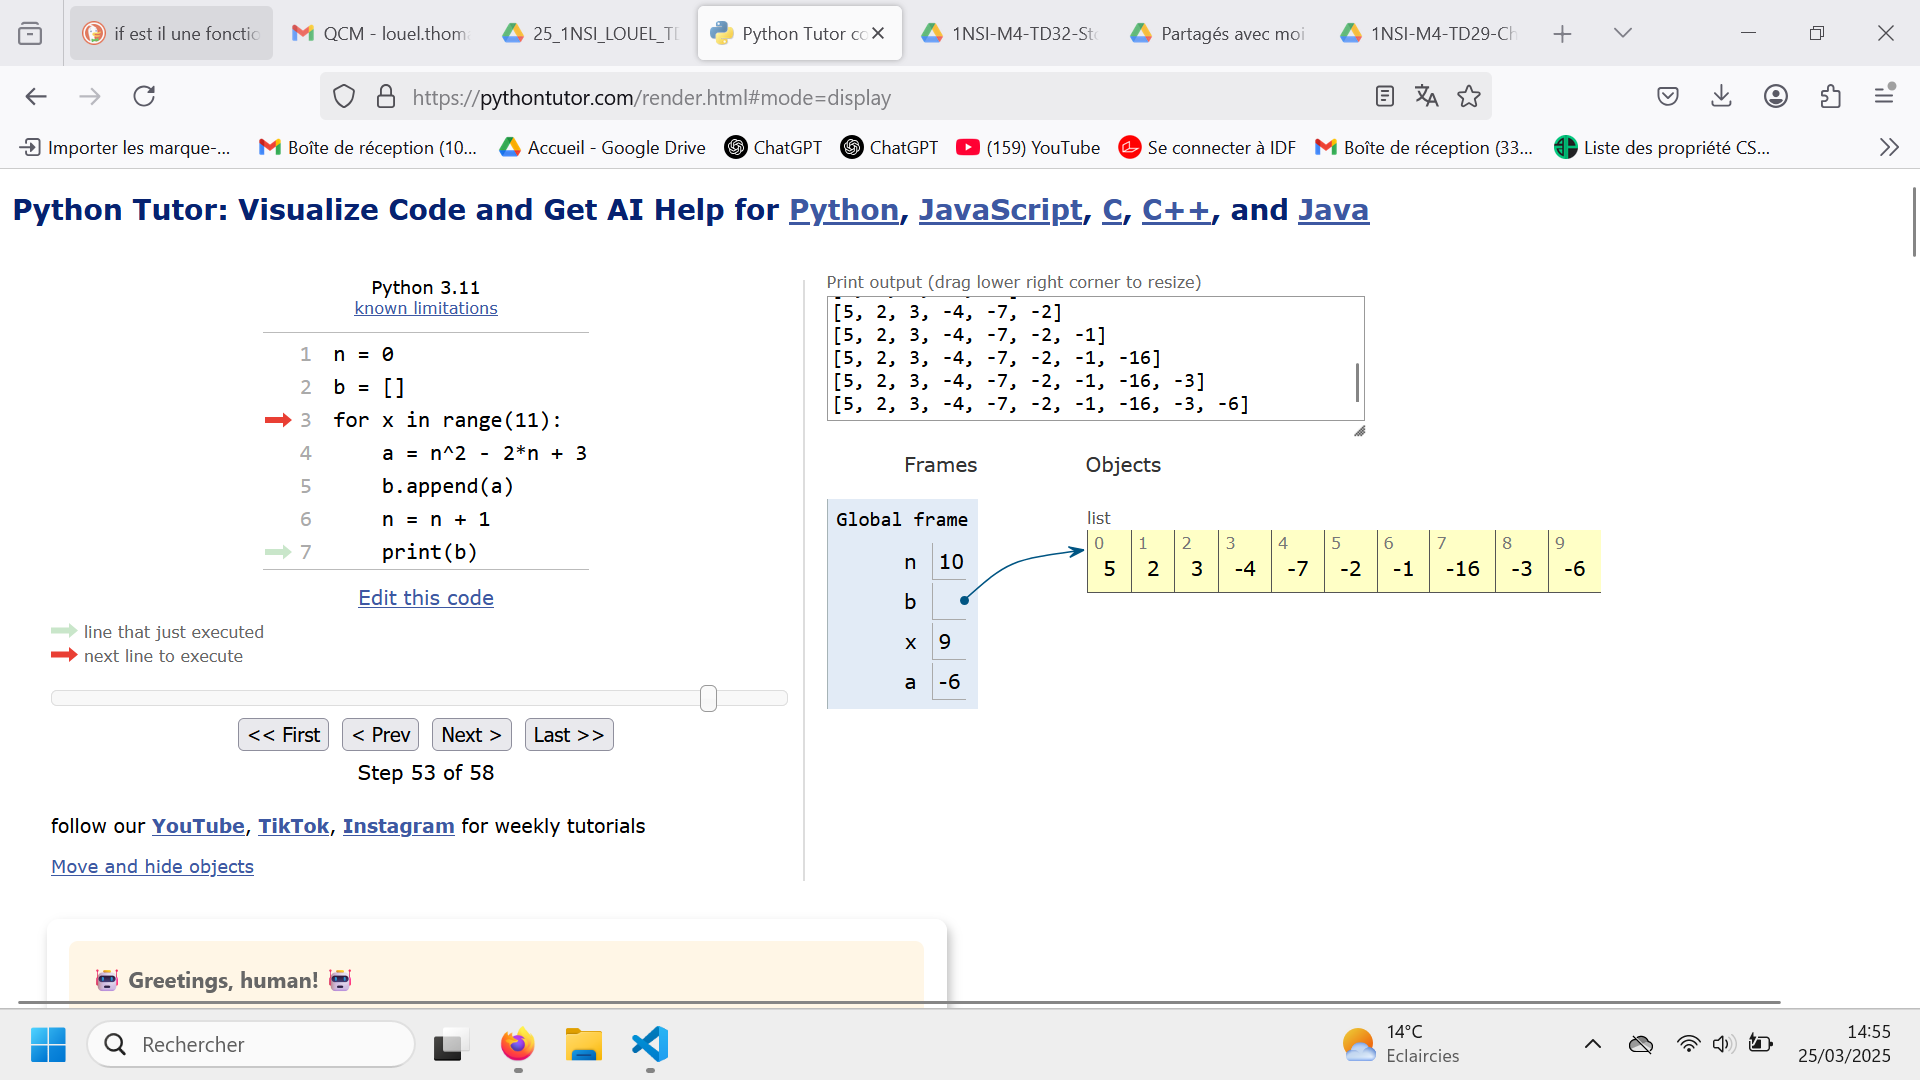 if est il une fonctio
QCM - louel.thom
25_1NSI_LOUEL_T
Python Tutor co
1NSI-M4-TD32-St
Partagés avec moi
1NSI-M4-TD29-Ch
https://pythontutor.com/render.html#mode=display
Importer les marque-...
Boîte de réception (10...
Accueil - Google Drive
ChatGPT
ChatGPT
(159) YouTube
Se connecter à IDF
Boîte de réception (33...
Liste des propriété CS...
Python Tutor: Visualize Code and Get AI Help for Python, JavaScript, C, C++, and Java
Python 3.11
known limitations
1 n = 0
2 b = []
3 for x in range(11):
4 a = n^2 - 2*n + 3
5 b.append(a)
6 n = n + 1
7 print(b)
Edit this code
line that just executed
next line to execute
<< First < Prev Next > Last >>
Step 53 of 58
follow our YouTube, TikTok, Instagram for weekly tutorials
Move and hide objects
Print output (drag lower right corner to resize)
[5, 2, 3, -4, -7, -2]
[5, 2, 3, -4, -7, -2, -1]
[5, 2, 3, -4, -7, -2, -1, -16]
[5, 2, 3, -4, -7, -2, -1, -16, -3]
[5, 2, 3, -4, -7, -2, -1, -16, -3, -6]
Frames Objects
Global frame
n 10
b
x 9
a -6
list
0 1 2 3 4 5 6 7 8 9
5 2 3 -4 -7 -2 -1 -16 -3 -6
Greetings, human!
Rechercher
14°C
Eclaircies
14:55
25/03/2025